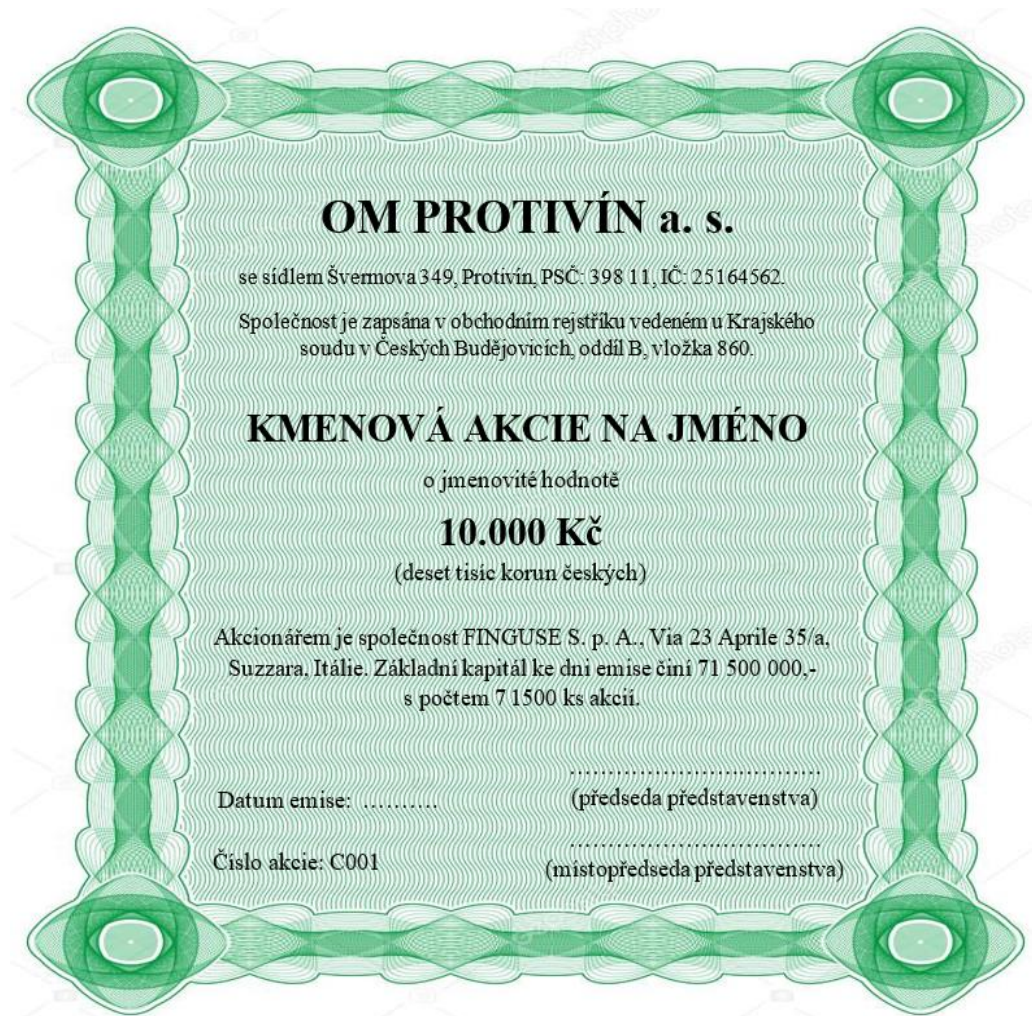 OM PROTIVÍN a. s.
se sídlem Švermova 349, Protivín, PSČ: 398 11, IČ: 25164562.
Společnost je zapsána v obchodním rejstříku vedeném u Krajského
soudu v Českých Budějovicích, oddíl B, vložka 860.
KMENOVÁ AKCIE NA JMÉNO
o jmenovité hodnotě
10.000 Kč
(deset tisíc korun českých)
Akcionářem je společnost FINGUSE S. p. A., Via 23 Aprile 35/a,
Suzzara, Itálie. Základní kapitál ke dni emise činí 71 500 000,-
s počtem 71500 ks akcií.
Datum emise: ..........
..................................
(předseda představenstva)
Číslo akcie: C001
..................................
(místopředseda představenstva)